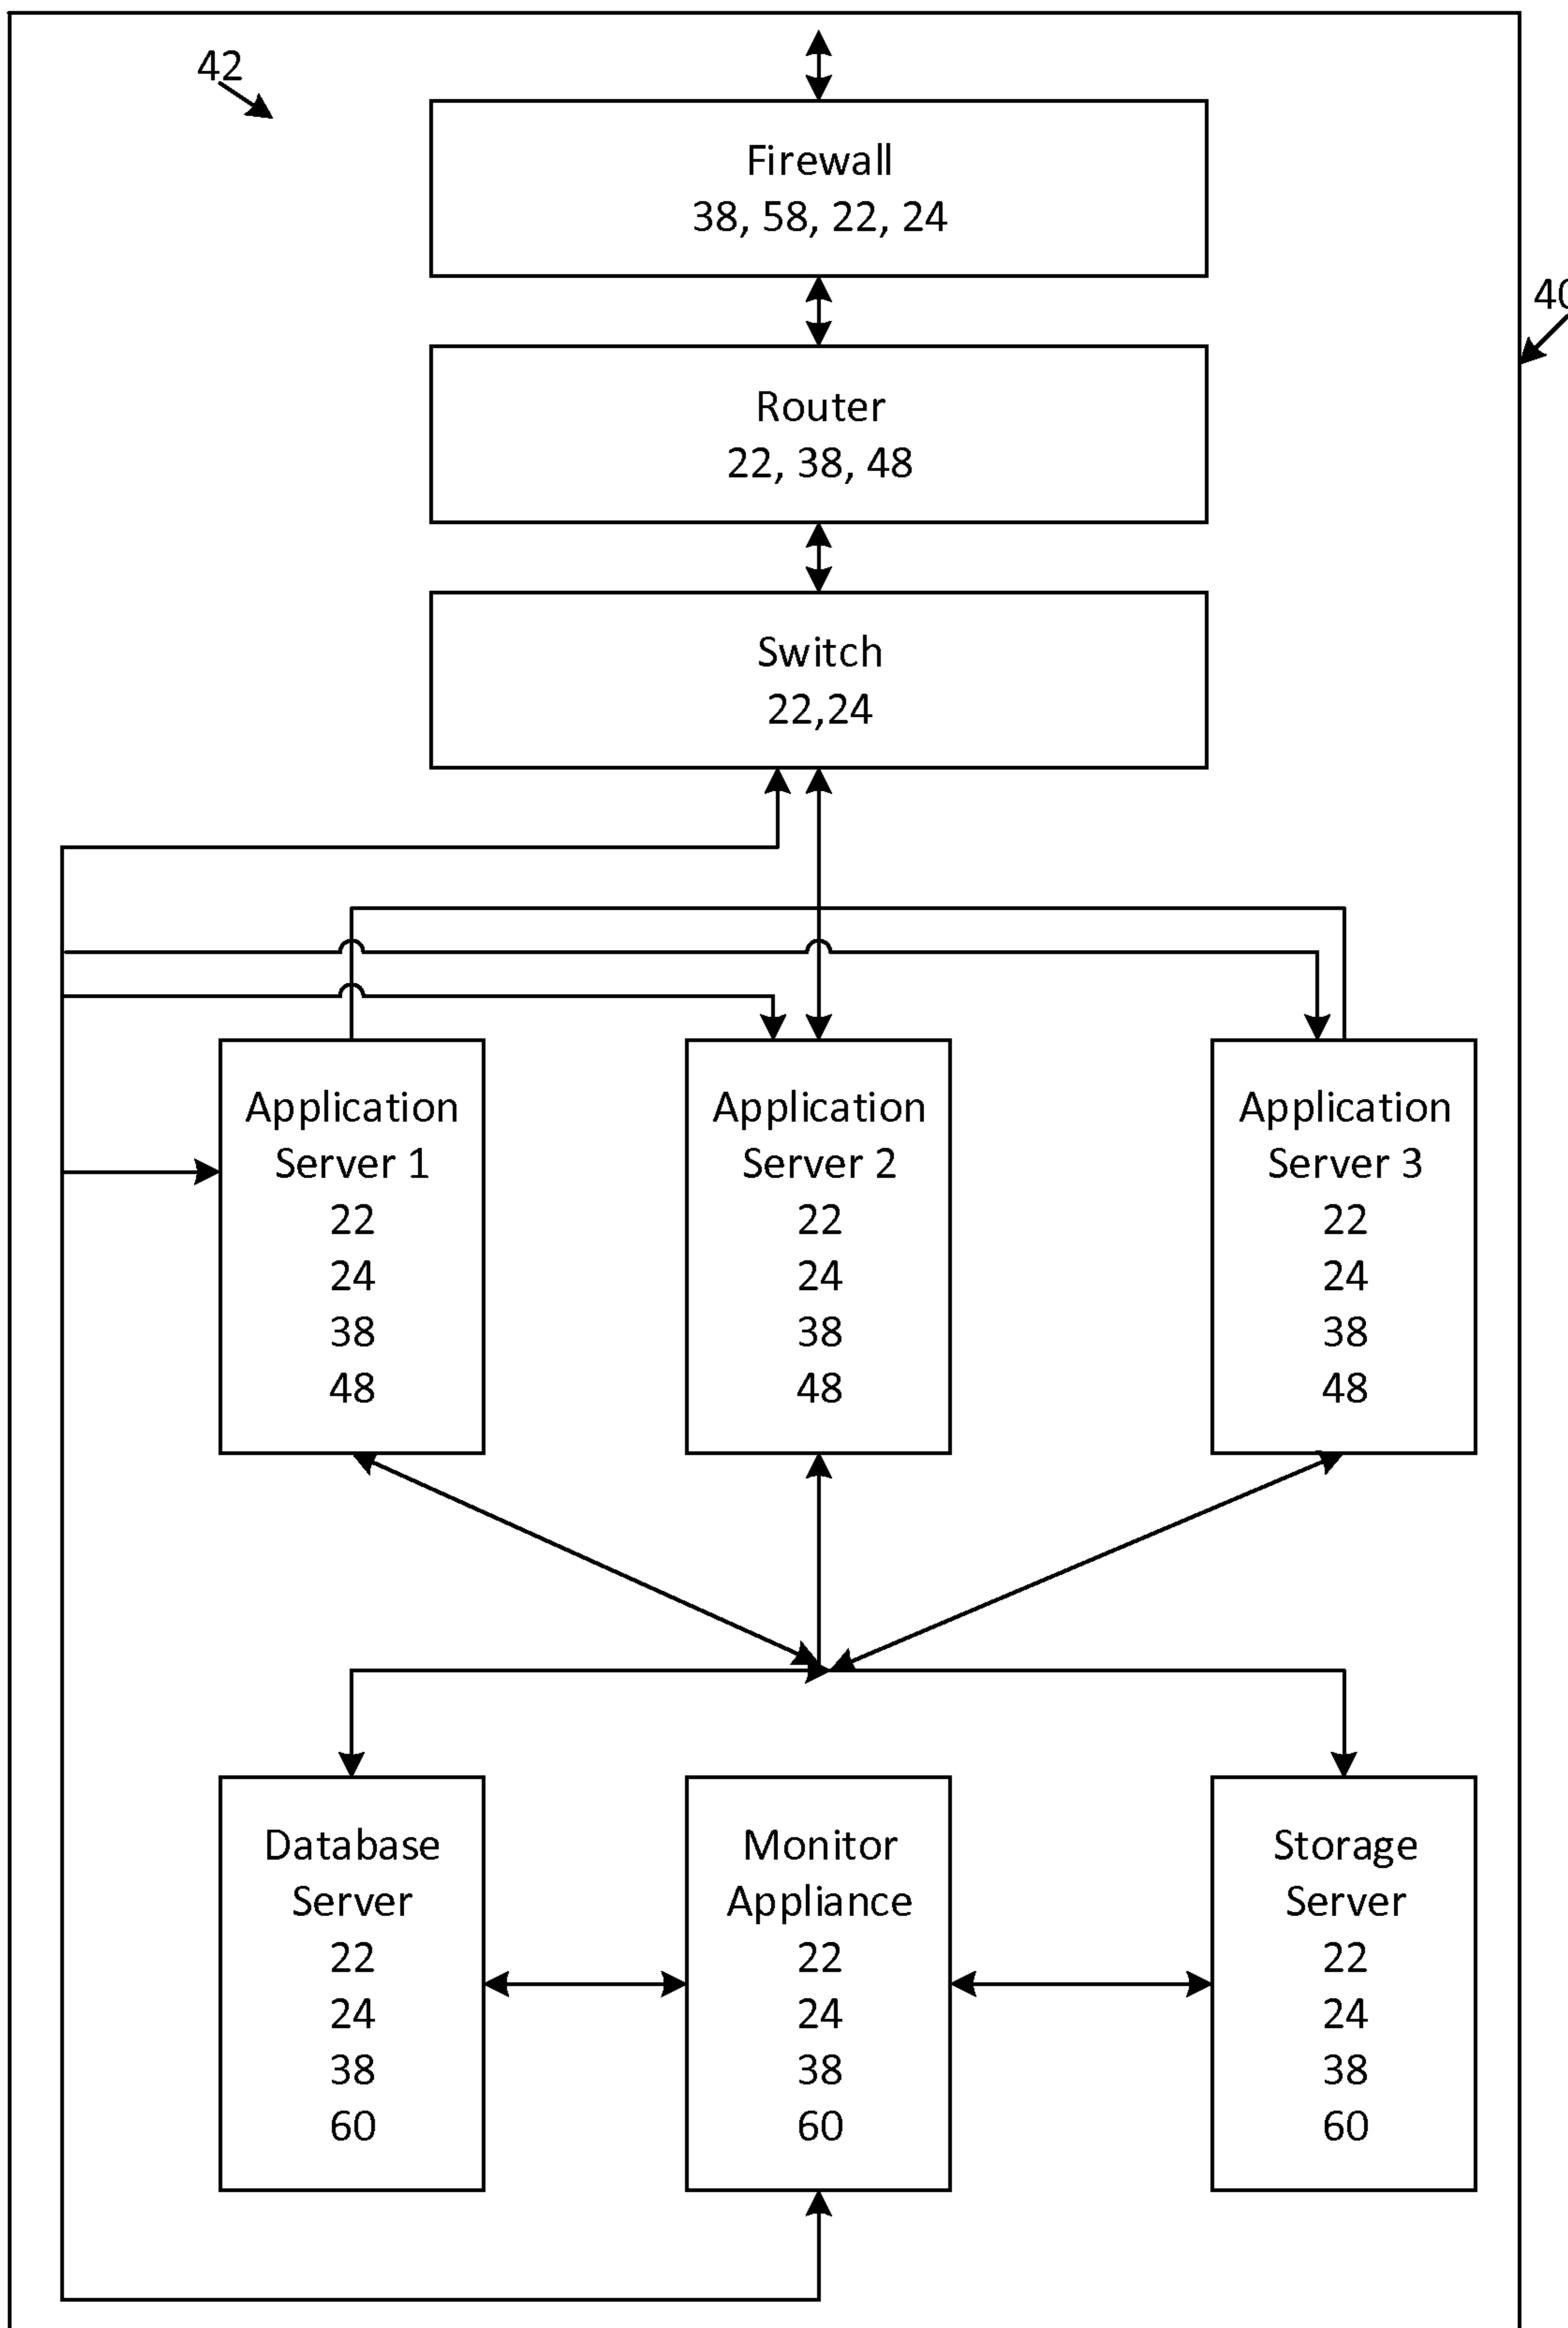 42
Firewall
38, 58, 22, 24
40
Router
22, 38, 48
Switch
22,24
Application
Server 1
22
24
38
48
Application
Server 2
22
24
38
48
Application
Server 3
22
24
38
48
Database
Server
22
24
38
60
Monitor
Appliance
22
24
38
60
Storage
Server
22
24
38
60